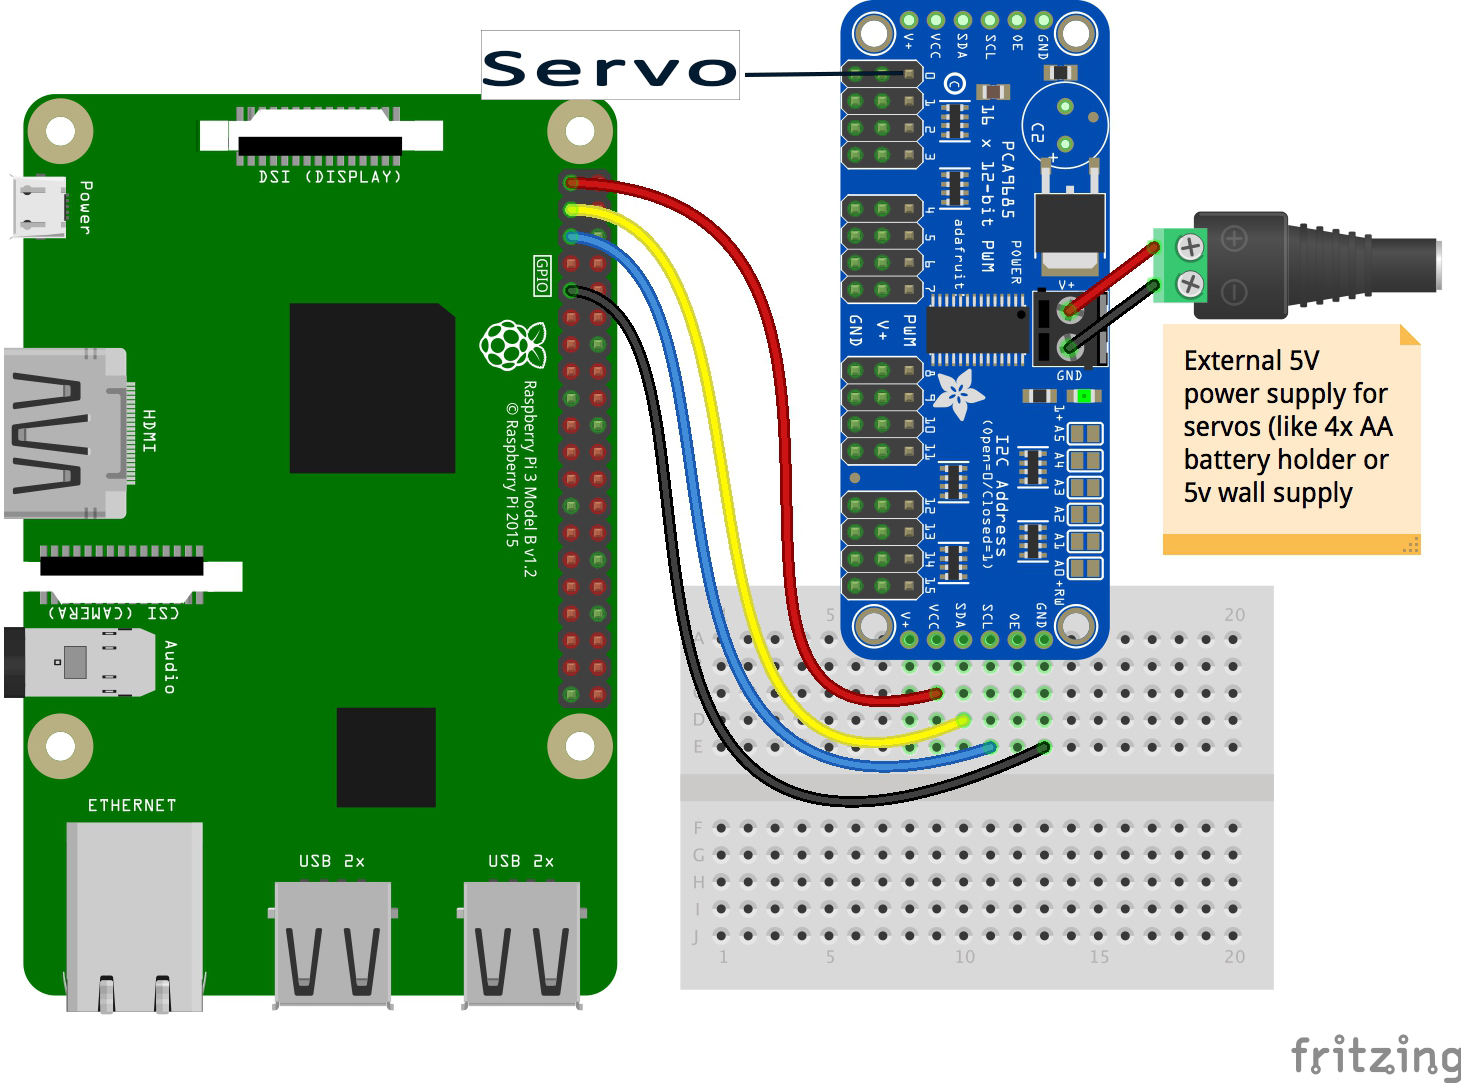 Servo
DSI (DISPLAY)
Power
GPIO
HDMI
Raspberry Pi 3 Model B v1.2
© Raspberry Pi 2015
CSI (CAMERA)
Audio
ETHERNET
USB 2x
USB 2x
V+ VCC SDA SCL OE GND
0
1
2
3
4
5
6
7
C
C2
+
16 x 12-bit PWM
PCA9685
adafruit!
POWER
V+
GND
GND V+ PWM
8
9
10
11
12
13
14
15
I2C Address
(Open=0/Closed=1)
A5
A4
A3
A2
A1
A0
V+ VCC SDA SCL OE GND
External 5V
power supply for
servos (like 4x AA
battery holder or
5v wall supply
5
20
A
D
E
F
G
H
I
J
1 5 10 15 20
fritzing